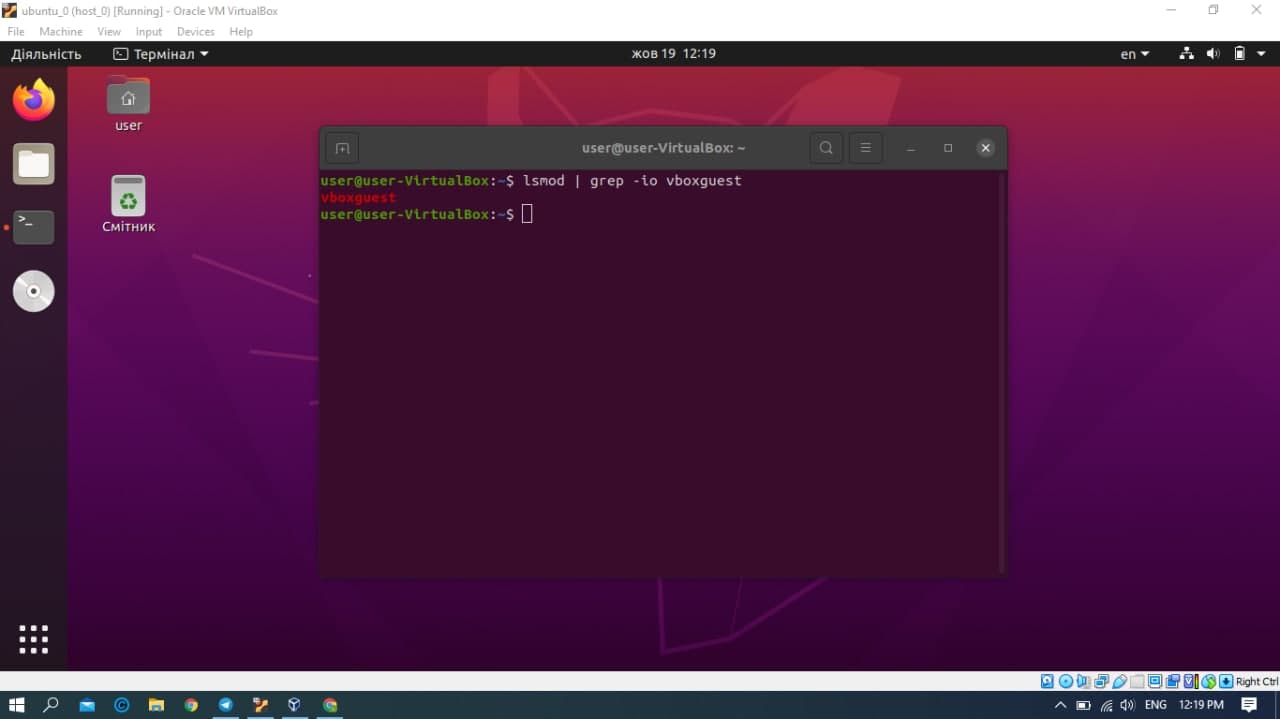 ubuntu_0 (host_0) [Running] - Oracle VM VirtualBox
File Machine View Input Devices Help
Діяльність Термінал жов 19 12:19 en
user
Смітник
user@user-VirtualBox: ~
user@user-VirtualBox:~$ lsmod | grep -io vboxguest
vboxguest
user@user-VirtualBox:~$
Right Ctrl
ENG 12:19 PM